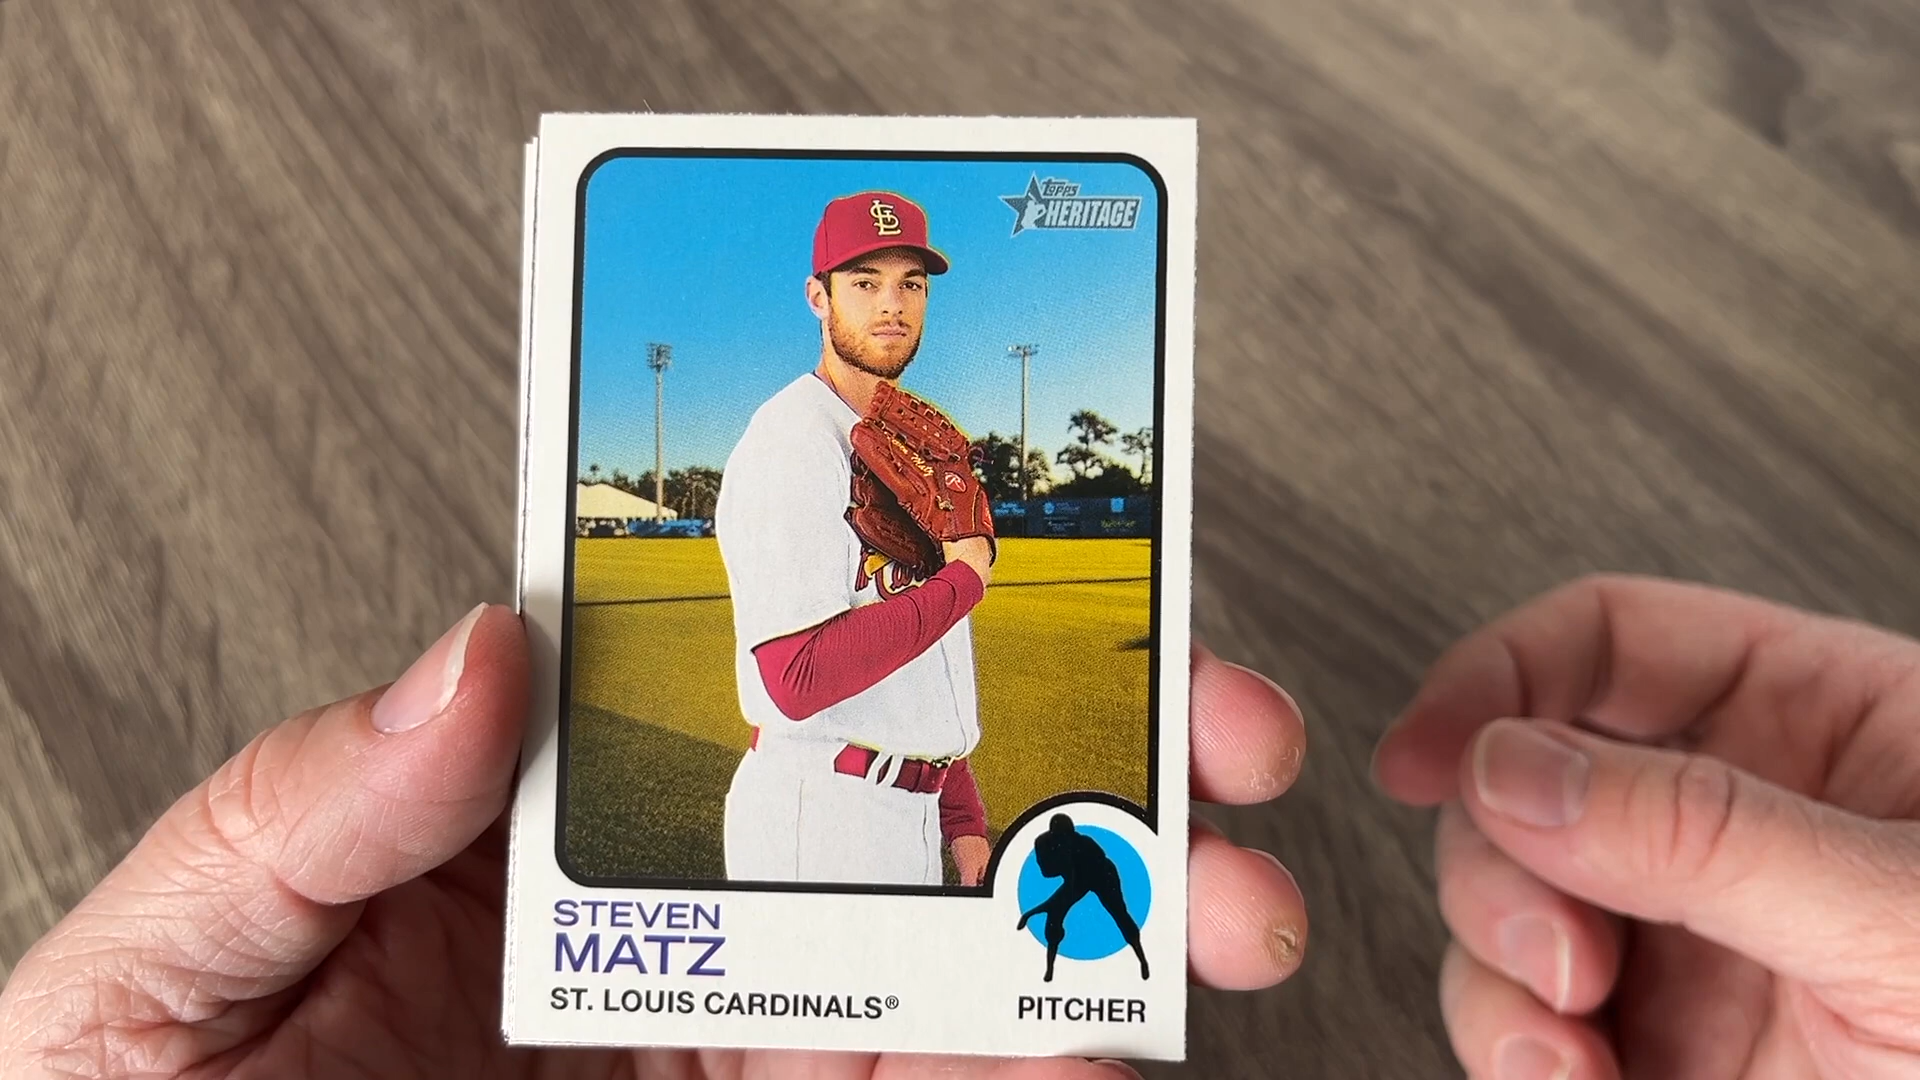 topps
HERITAGE
STEVEN
MATZ
ST. LOUIS CARDINALS®
PITCHER